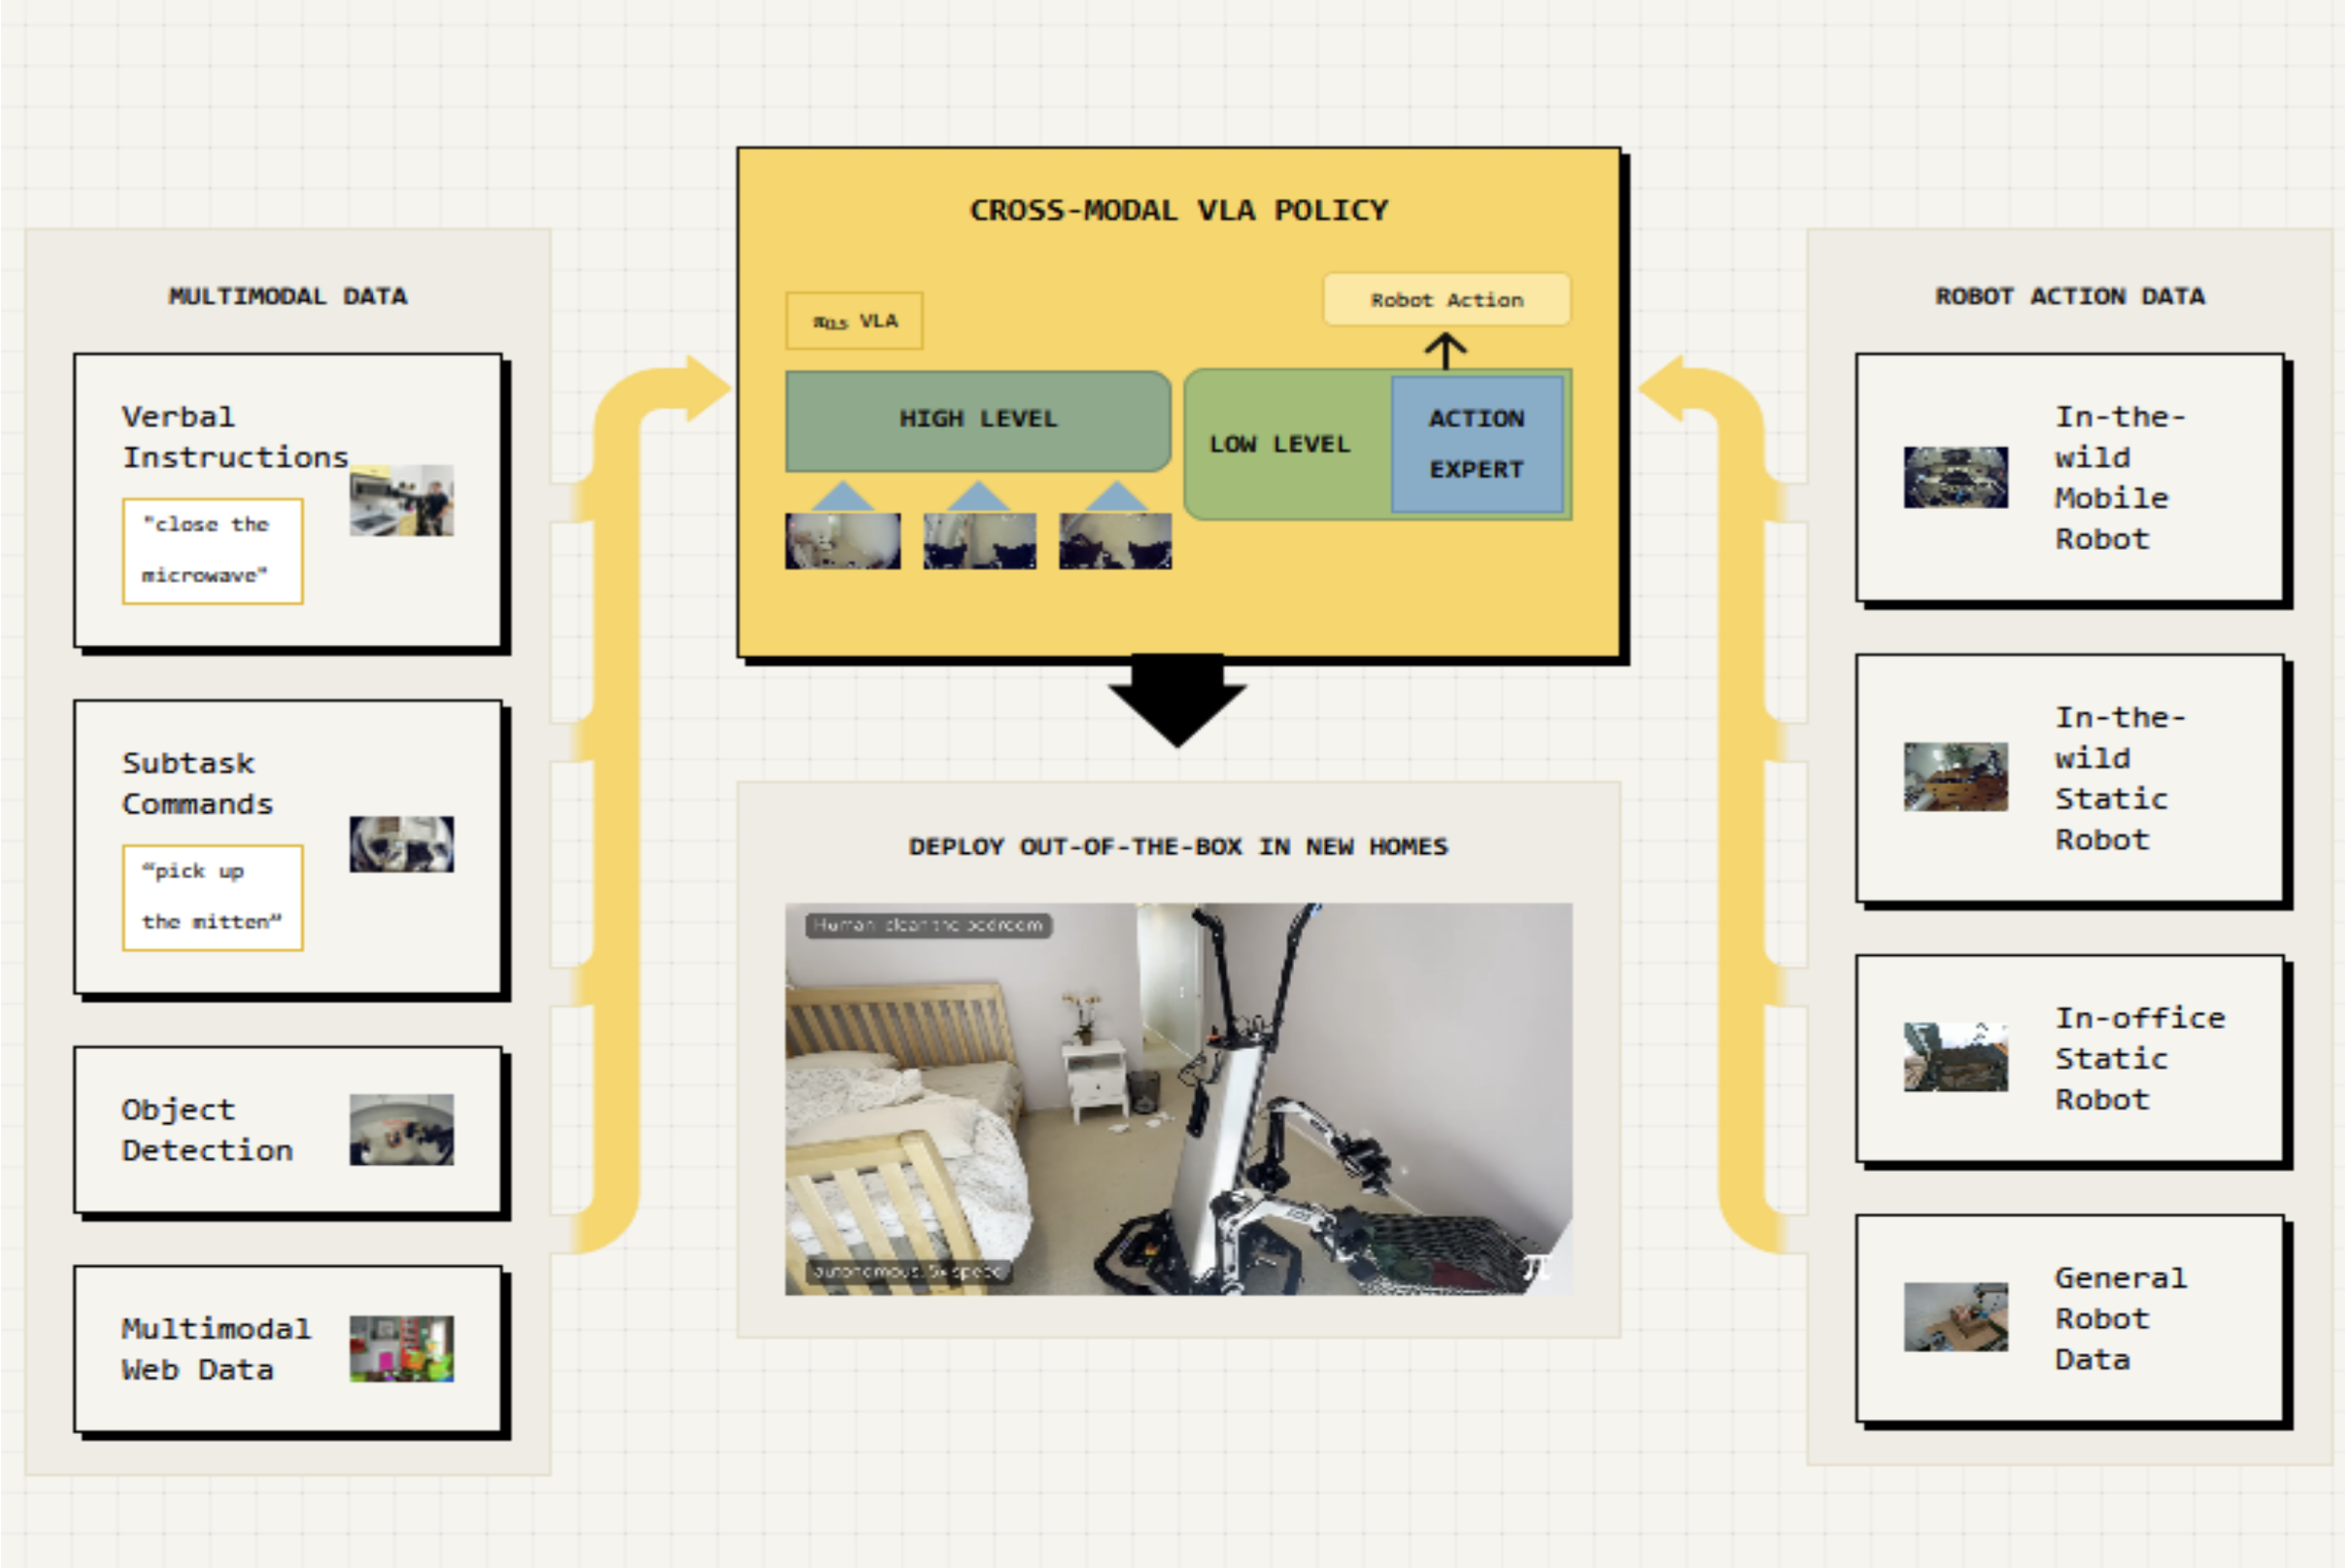 MULTIMODAL DATA
Verbal
Instructions
"close the
microwave"
Subtask
Commands
“pick up
the mitten”
Object
Detection
Multimodal
Web Data
CROSS-MODAL VLA POLICY
π₀.₅ VLA
Robot Action
HIGH LEVEL
LOW LEVEL
ACTION
EXPERT
DEPLOY OUT-OF-THE-BOX IN NEW HOMES
Human: clean the bedroom
autonomous, 5x speed
π
ROBOT ACTION DATA
In-the-
wild
Mobile
Robot
In-the-
wild
Static
Robot
In-office
Static
Robot
General
Robot
Data